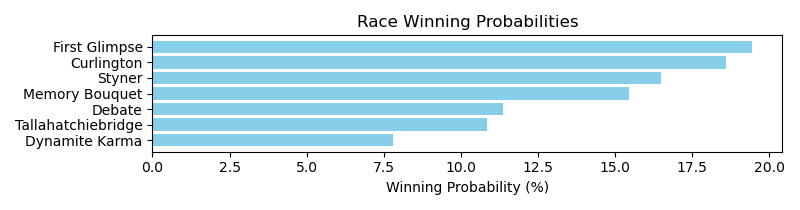 Race Winning Probabilities
First Glimpse
Curlington
Styner
Memory Bouquet
Debate
Tallahatchiebridge
Dynamite Karma
0.0 2.5 5.0 7.5 10.0 12.5 15.0 17.5 20.0
Winning Probability (%)